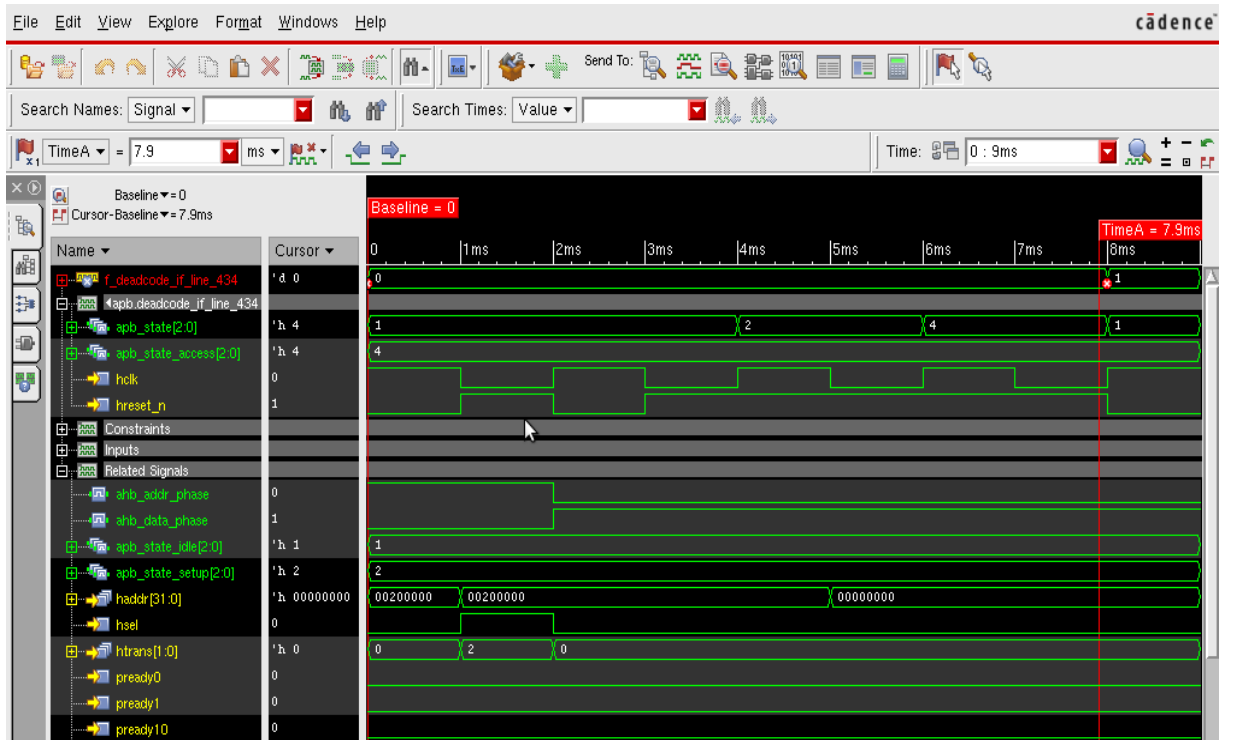 File Edit View Explore Format Windows Help cādence
Send To:
Search Names: Signal Search Times: Value
x1 TimeA = 7.9 ms Time: 0 : 9ms
Baseline = 0
Cursor-Baseline = 7.9ms
Baseline = 0
TimeA = 7.9ms
Name Cursor 0 1ms 2ms 3ms 4ms 5ms 6ms 7ms 8ms
f_deadcode_if_line_434 'd 0 0 1
apb.deadcode_if_line_434
apb_state[2:0] 'h 4 1 2 4 1
apb_state_access[2:0] 'h 4 4
hclk 0
hreset_n 1
Constraints
Inputs
Related Signals
ahb_addr_phase 0
ahb_data_phase 1
apb_state_idle[2:0] 'h 1 1
apb_state_setup[2:0] 'h 2 2
haddr[31:0] 'h 00000000 00200000 00200000 00000000
hsel 0
htrans[1:0] 'h 0 0 2 0
pready0 0
pready1 0
pready10 0